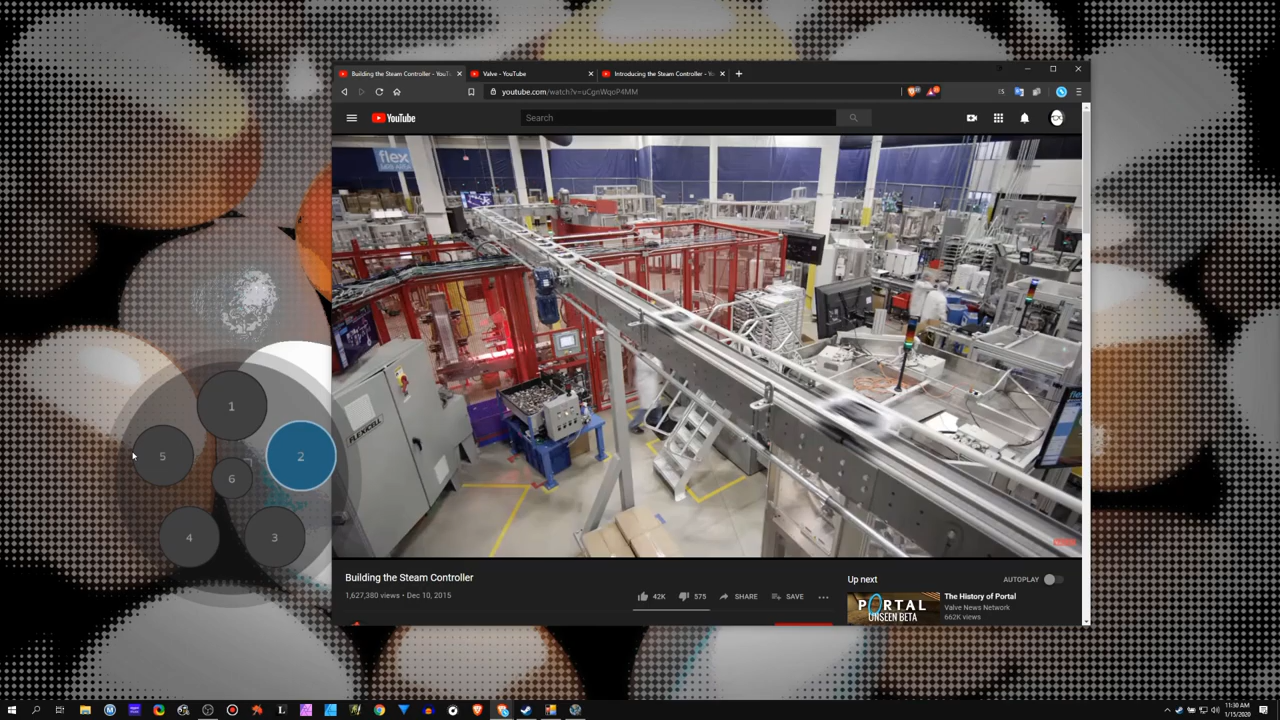 Building the Steam Controller - YouT
Valve - YouTube
Introducing the Steam Controller - Yo
youtube.com/watch?v=uCgnWqoP4MM
YouTube
Search
flex
FLEXICELL
1
2
3
4
5
6
Building the Steam Controller
1,627,380 views • Dec 10, 2015
42K
575
SHARE
SAVE
Up next
AUTOPLAY
PORTAL
UNSEEN BETA
The History of Portal
Valve News Network
662K views
11:30 AM
1/15/2020